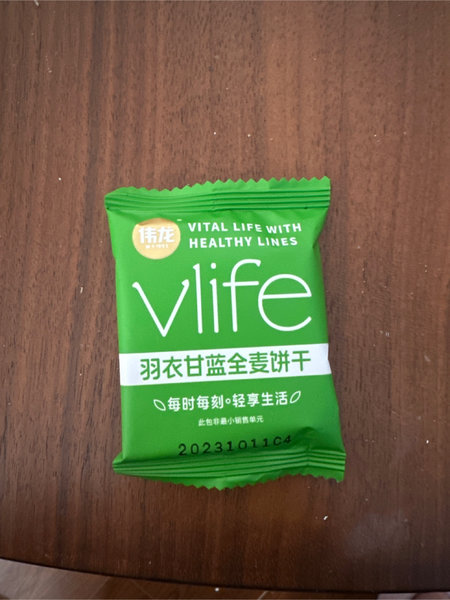 伟龙
VITAL LIFE WITH
HEALTHY LINES
vlife
羽衣甘蓝全麦饼干
每时每刻轻享生活
此包非最小销售单元
20231011C4